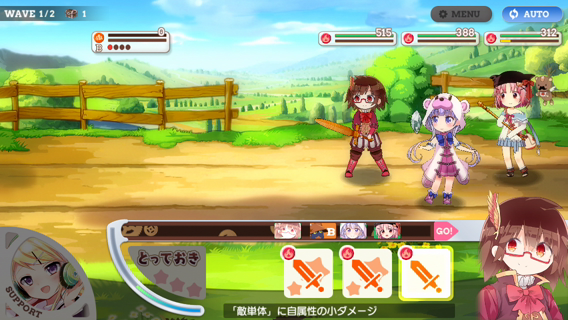 WAVE 1/2 1
MENU
AUTO
0
B
515
388
312
B
GO!
とっておき
SUPPORT
「敵単体」に自属性の小ダメージ